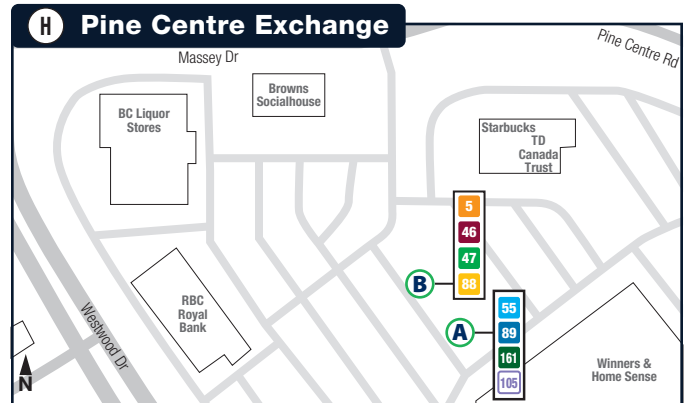 H Pine Centre Exchange
Massey Dr
Pine Centre Rd
Browns
Socialhouse
BC Liquor
Stores
Starbucks
TD
Canada
Trust
5
46
47
88
B
55
89
161
105
A
RBC
Royal
Bank
Westwood Dr
Winners &
Home Sense
N